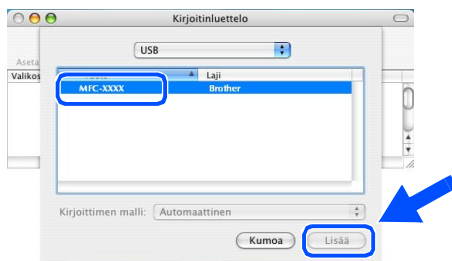 Kirjoitinluettelo
USB
Aseta
Valikos
Laji
MFC-XXXX Brother
Kirjoittimen malli: Automaattinen
Kumoa Lisää